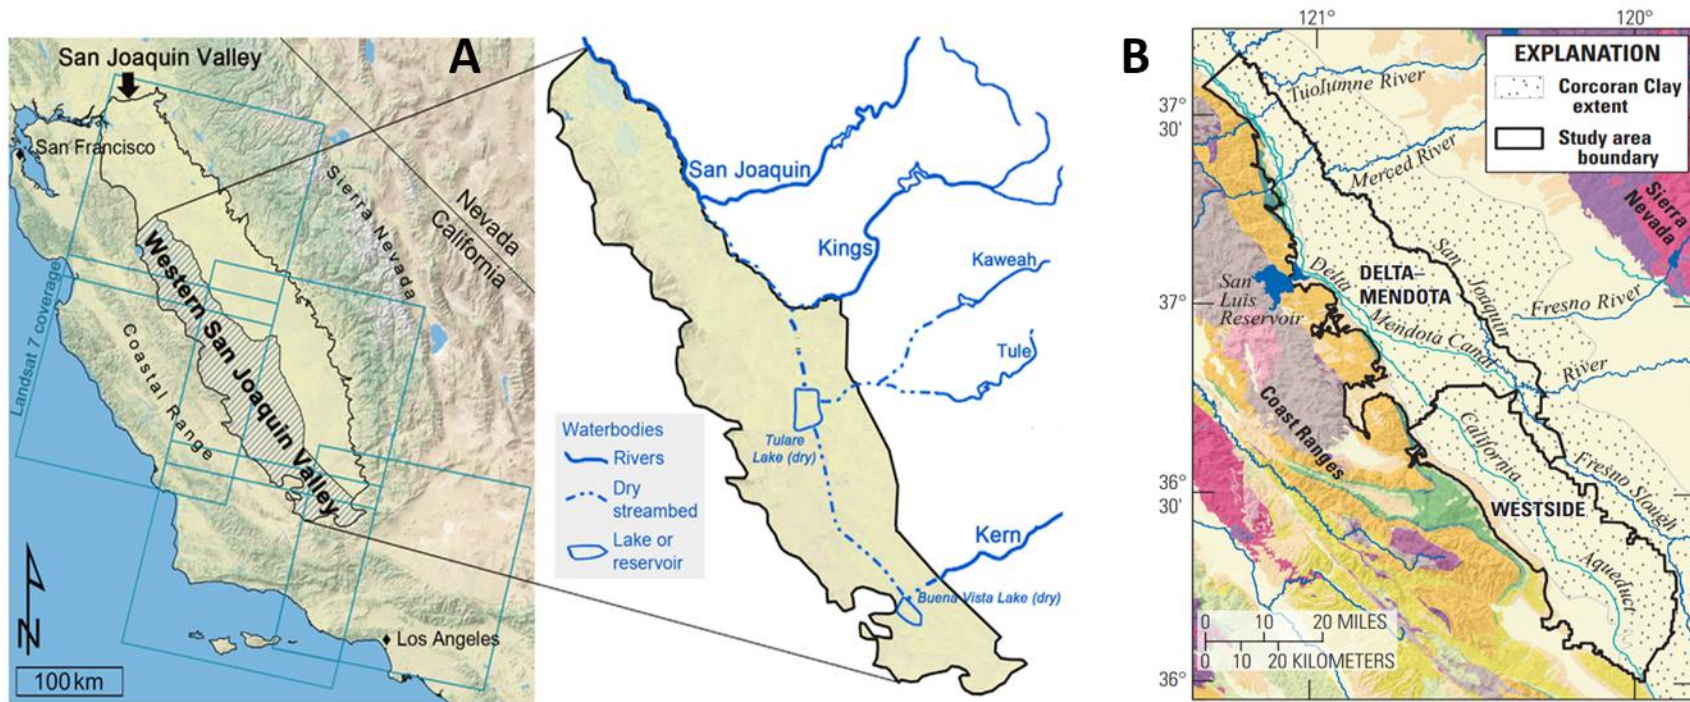 San Joaquin Valley
A
San Francisco
Sierra Nevada
Nevada
California
Western San Joaquin Valley
Landsat 7 coverage
Coastal Range
Los Angeles
N
100 km
San Joaquin
Kings
Kaweah
Tule
Tulare
Lake (dry)
Kern
Buena Vista Lake (dry)
Waterbodies
Rivers
Dry
streambed
Lake or
reservoir
B
121°
120°
EXPLANATION
Corcoran Clay
extent
Study area
boundary
37°
30'
Tuolumne River
Merced River
Sierra
Nevada
San Joaquin
River
DELTA–
MENDOTA
San
Luis
Reservoir
Delta
Mendota Canal
Fresno River
37°
Coast Ranges
California
Aqueduct
Fresno Slough
WESTSIDE
36°
30'
0 10 20 MILES
0 10 20 KILOMETERS
36°